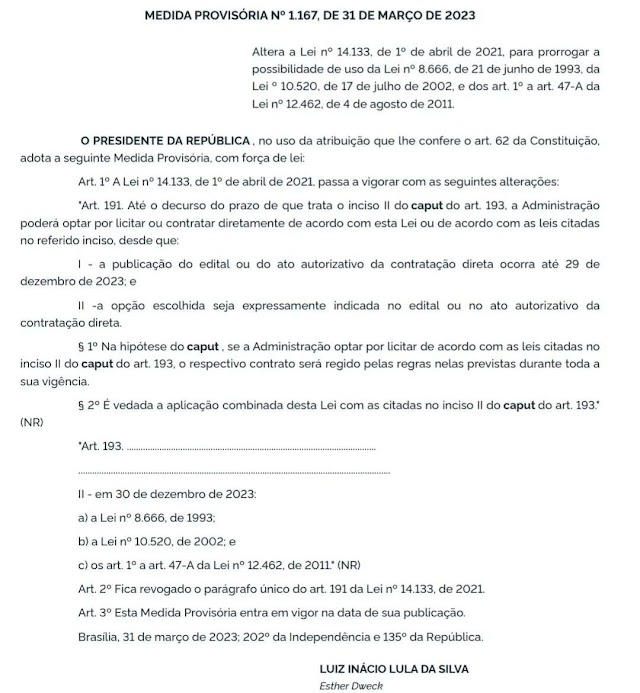 MEDIDA PROVISÓRIA Nº 1.167, DE 31 DE MARÇO DE 2023
Altera a Lei nº 14.133, de 1º de abril de 2021, para prorrogar a
possibilidade de uso da Lei nº 8.666, de 21 de junho de 1993, da
Lei º 10.520, de 17 de julho de 2002, e dos art. 1º a art. 47-A da
Lei nº 12.462, de 4 de agosto de 2011.
O PRESIDENTE DA REPÚBLICA , no uso da atribuição que lhe confere o art. 62 da Constituição,
adota a seguinte Medida Provisória, com força de lei:
Art. 1º A Lei nº 14.133, de 1º de abril de 2021, passa a vigorar com as seguintes alterações:
"Art. 191. Até o decurso do prazo de que trata o inciso II do caput do art. 193, a Administração
poderá optar por licitar ou contratar diretamente de acordo com esta Lei ou de acordo com as leis citadas
no referido inciso, desde que:
I - a publicação do edital ou do ato autorizativo da contratação direta ocorra até 29 de
dezembro de 2023; e
II -a opção escolhida seja expressamente indicada no edital ou no ato autorizativo da
contratação direta.
§ 1º Na hipótese do caput , se a Administração optar por licitar de acordo com as leis citadas no
inciso II do caput do art. 193, o respectivo contrato será regido pelas regras nelas previstas durante toda a
sua vigência.
§ 2º É vedada a aplicação combinada desta Lei com as citadas no inciso II do caput do art. 193."
(NR)
"Art. 193. ...................................................................................
....................................................................................................
II - em 30 de dezembro de 2023:
a) a Lei nº 8.666, de 1993;
b) a Lei nº 10.520, de 2002; e
c) os art. 1º a art. 47-A da Lei nº 12.462, de 2011." (NR)
Art. 2º Fica revogado o parágrafo único do art. 191 da Lei nº 14.133, de 2021.
Art. 3º Esta Medida Provisória entra em vigor na data de sua publicação.
Brasília, 31 de março de 2023; 202º da Independência e 135º da República.
LUIZ INÁCIO LULA DA SILVA
Esther Dweck